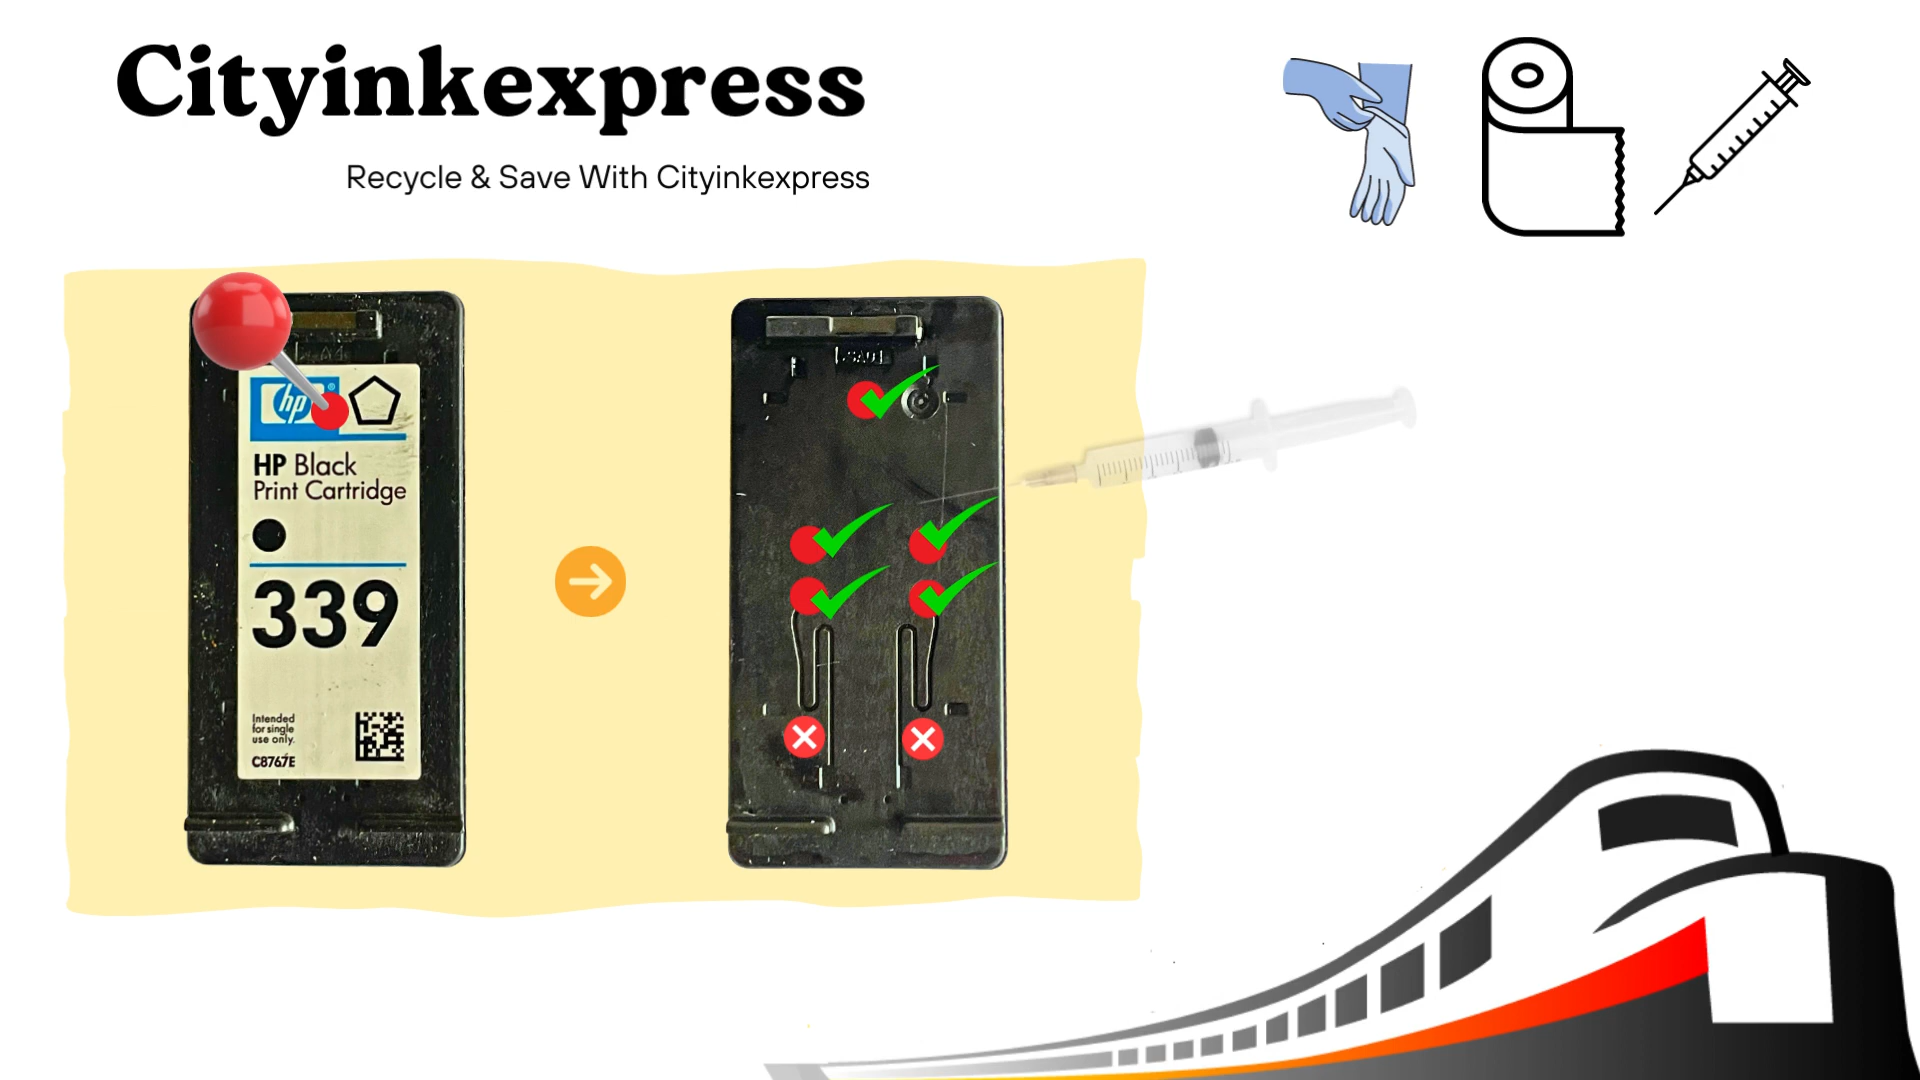 Cityinkexpress
Recycle & Save With Cityinkexpress
hp®
HP Black
Print Cartridge
339
Intended
for single
use only.
C8767E